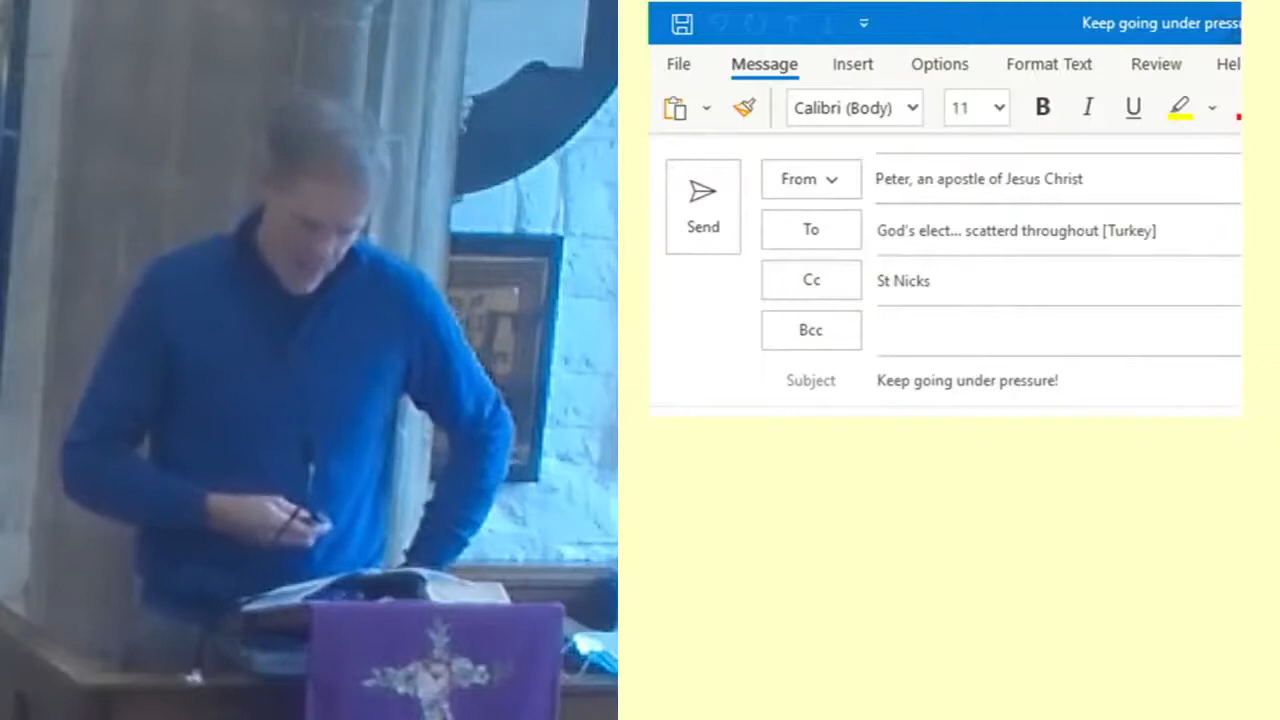 Keep going under pressu
File Message Insert Options Format Text Review Hel
Calibri (Body) 11 B I U
Send
From Peter, an apostle of Jesus Christ
To God's elect... scatterd throughout [Turkey]
Cc St Nicks
Bcc
Subject Keep going under pressure!